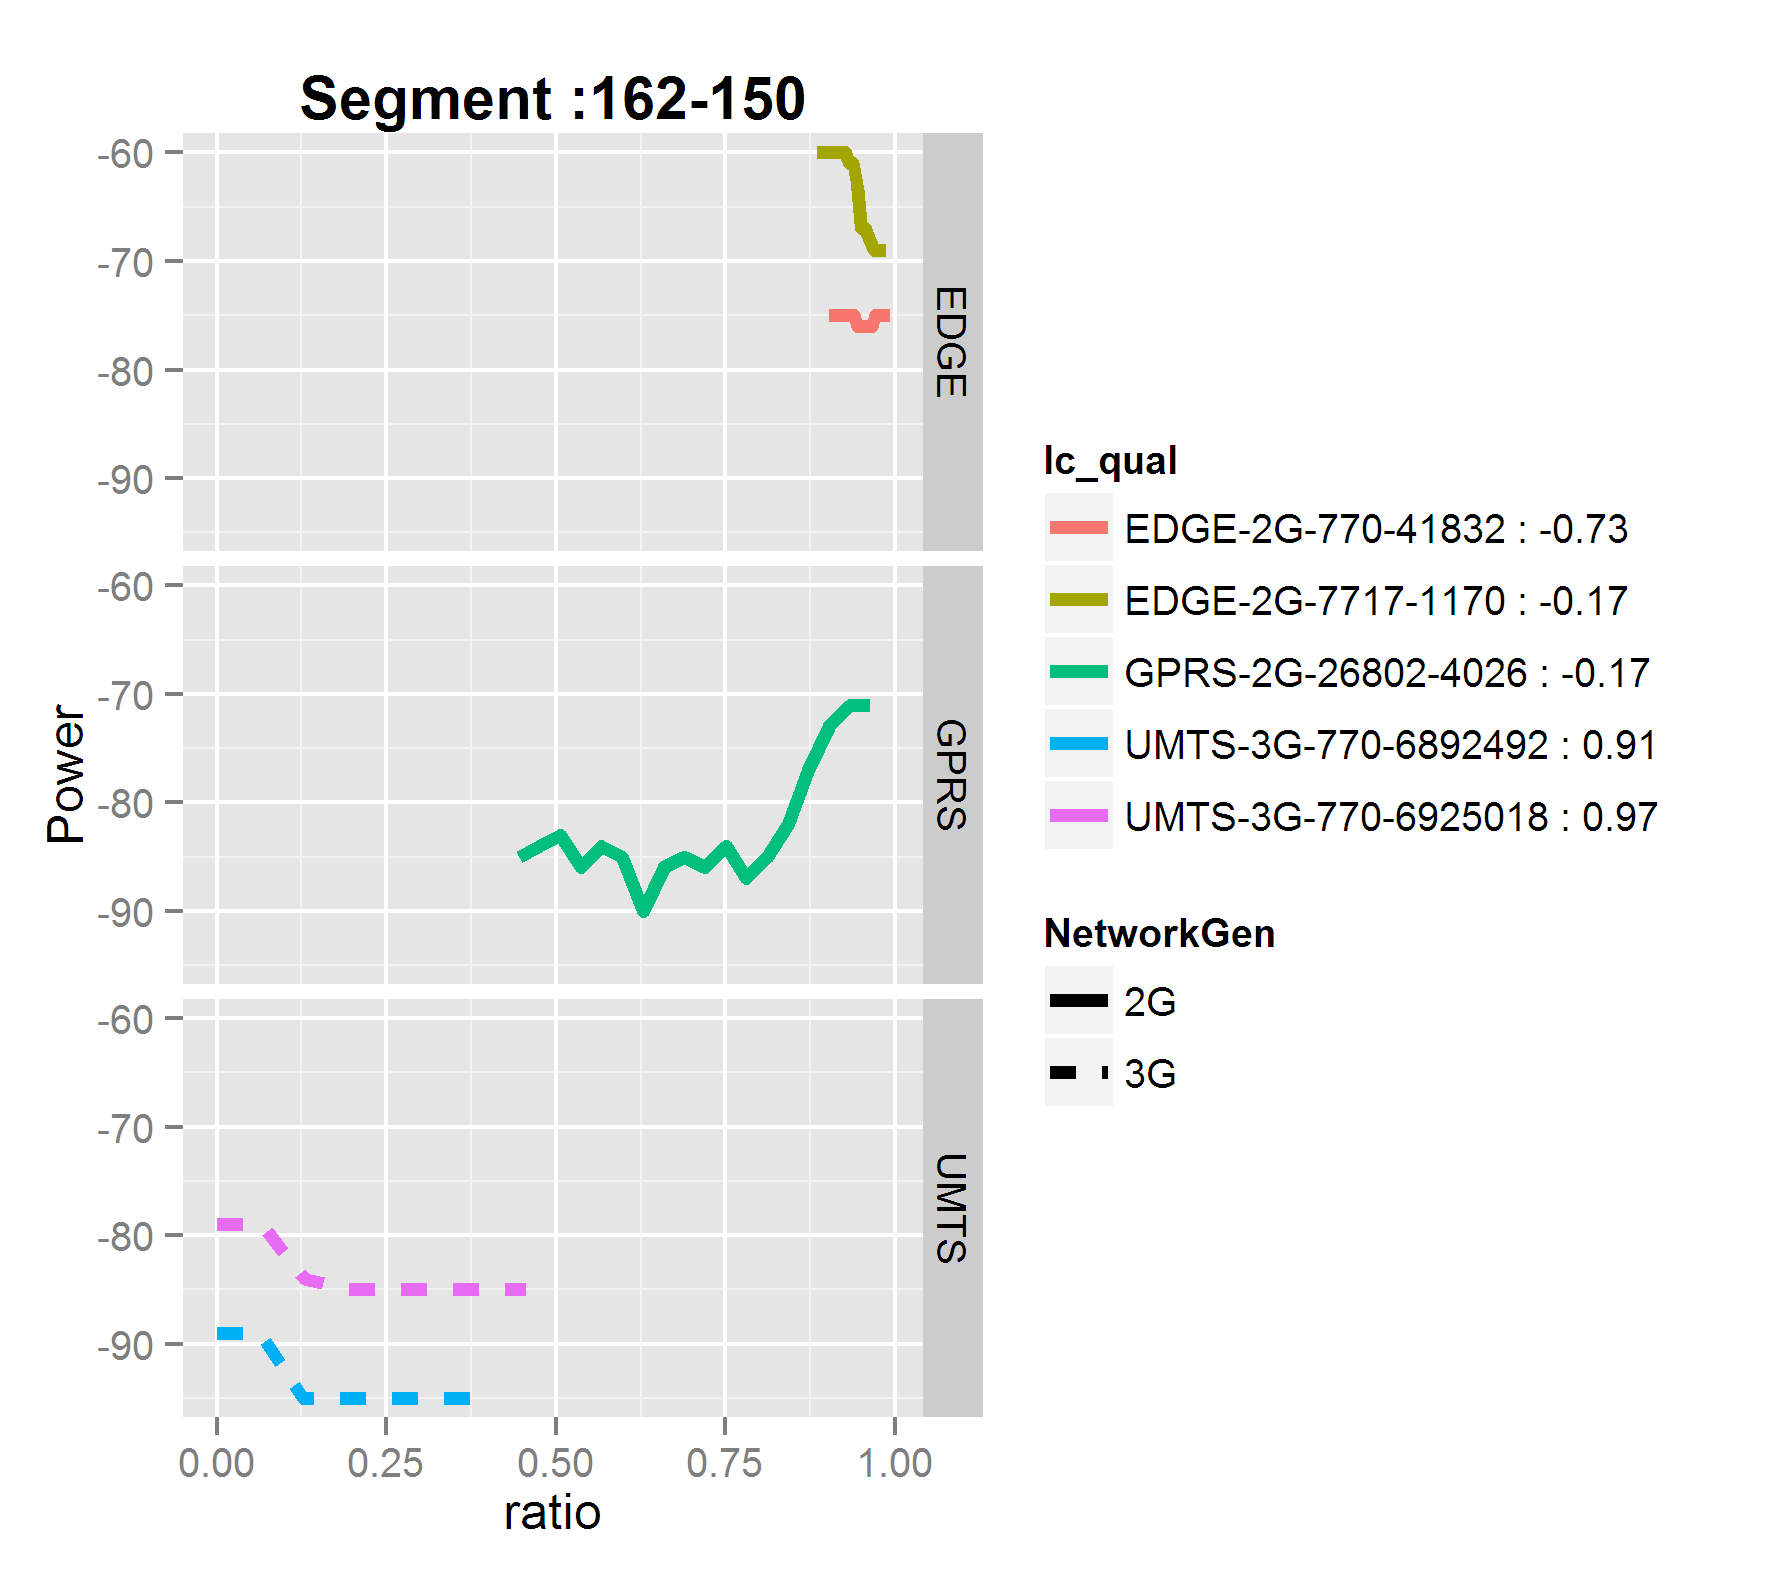 Segment :162-150
Power
-60
-70
-80
-90
EDGE
-60
-70
-80
-90
GPRS
-60
-70
-80
-90
UMTS
0.00 0.25 0.50 0.75 1.00
ratio
lc_qual
EDGE-2G-770-41832 : -0.73
EDGE-2G-7717-1170 : -0.17
GPRS-2G-26802-4026 : -0.17
UMTS-3G-770-6892492 : 0.91
UMTS-3G-770-6925018 : 0.97
NetworkGen
2G
3G